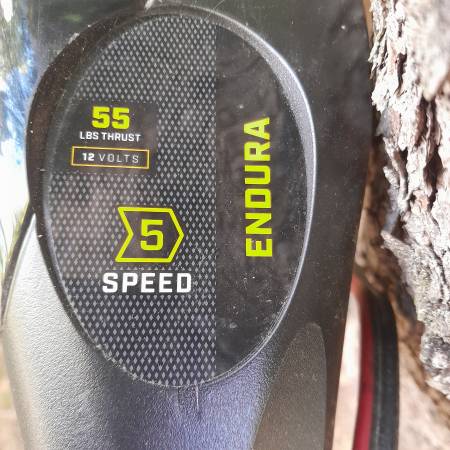 55
LBS THRUST
12 VOLTS
5
SPEED
ENDURA